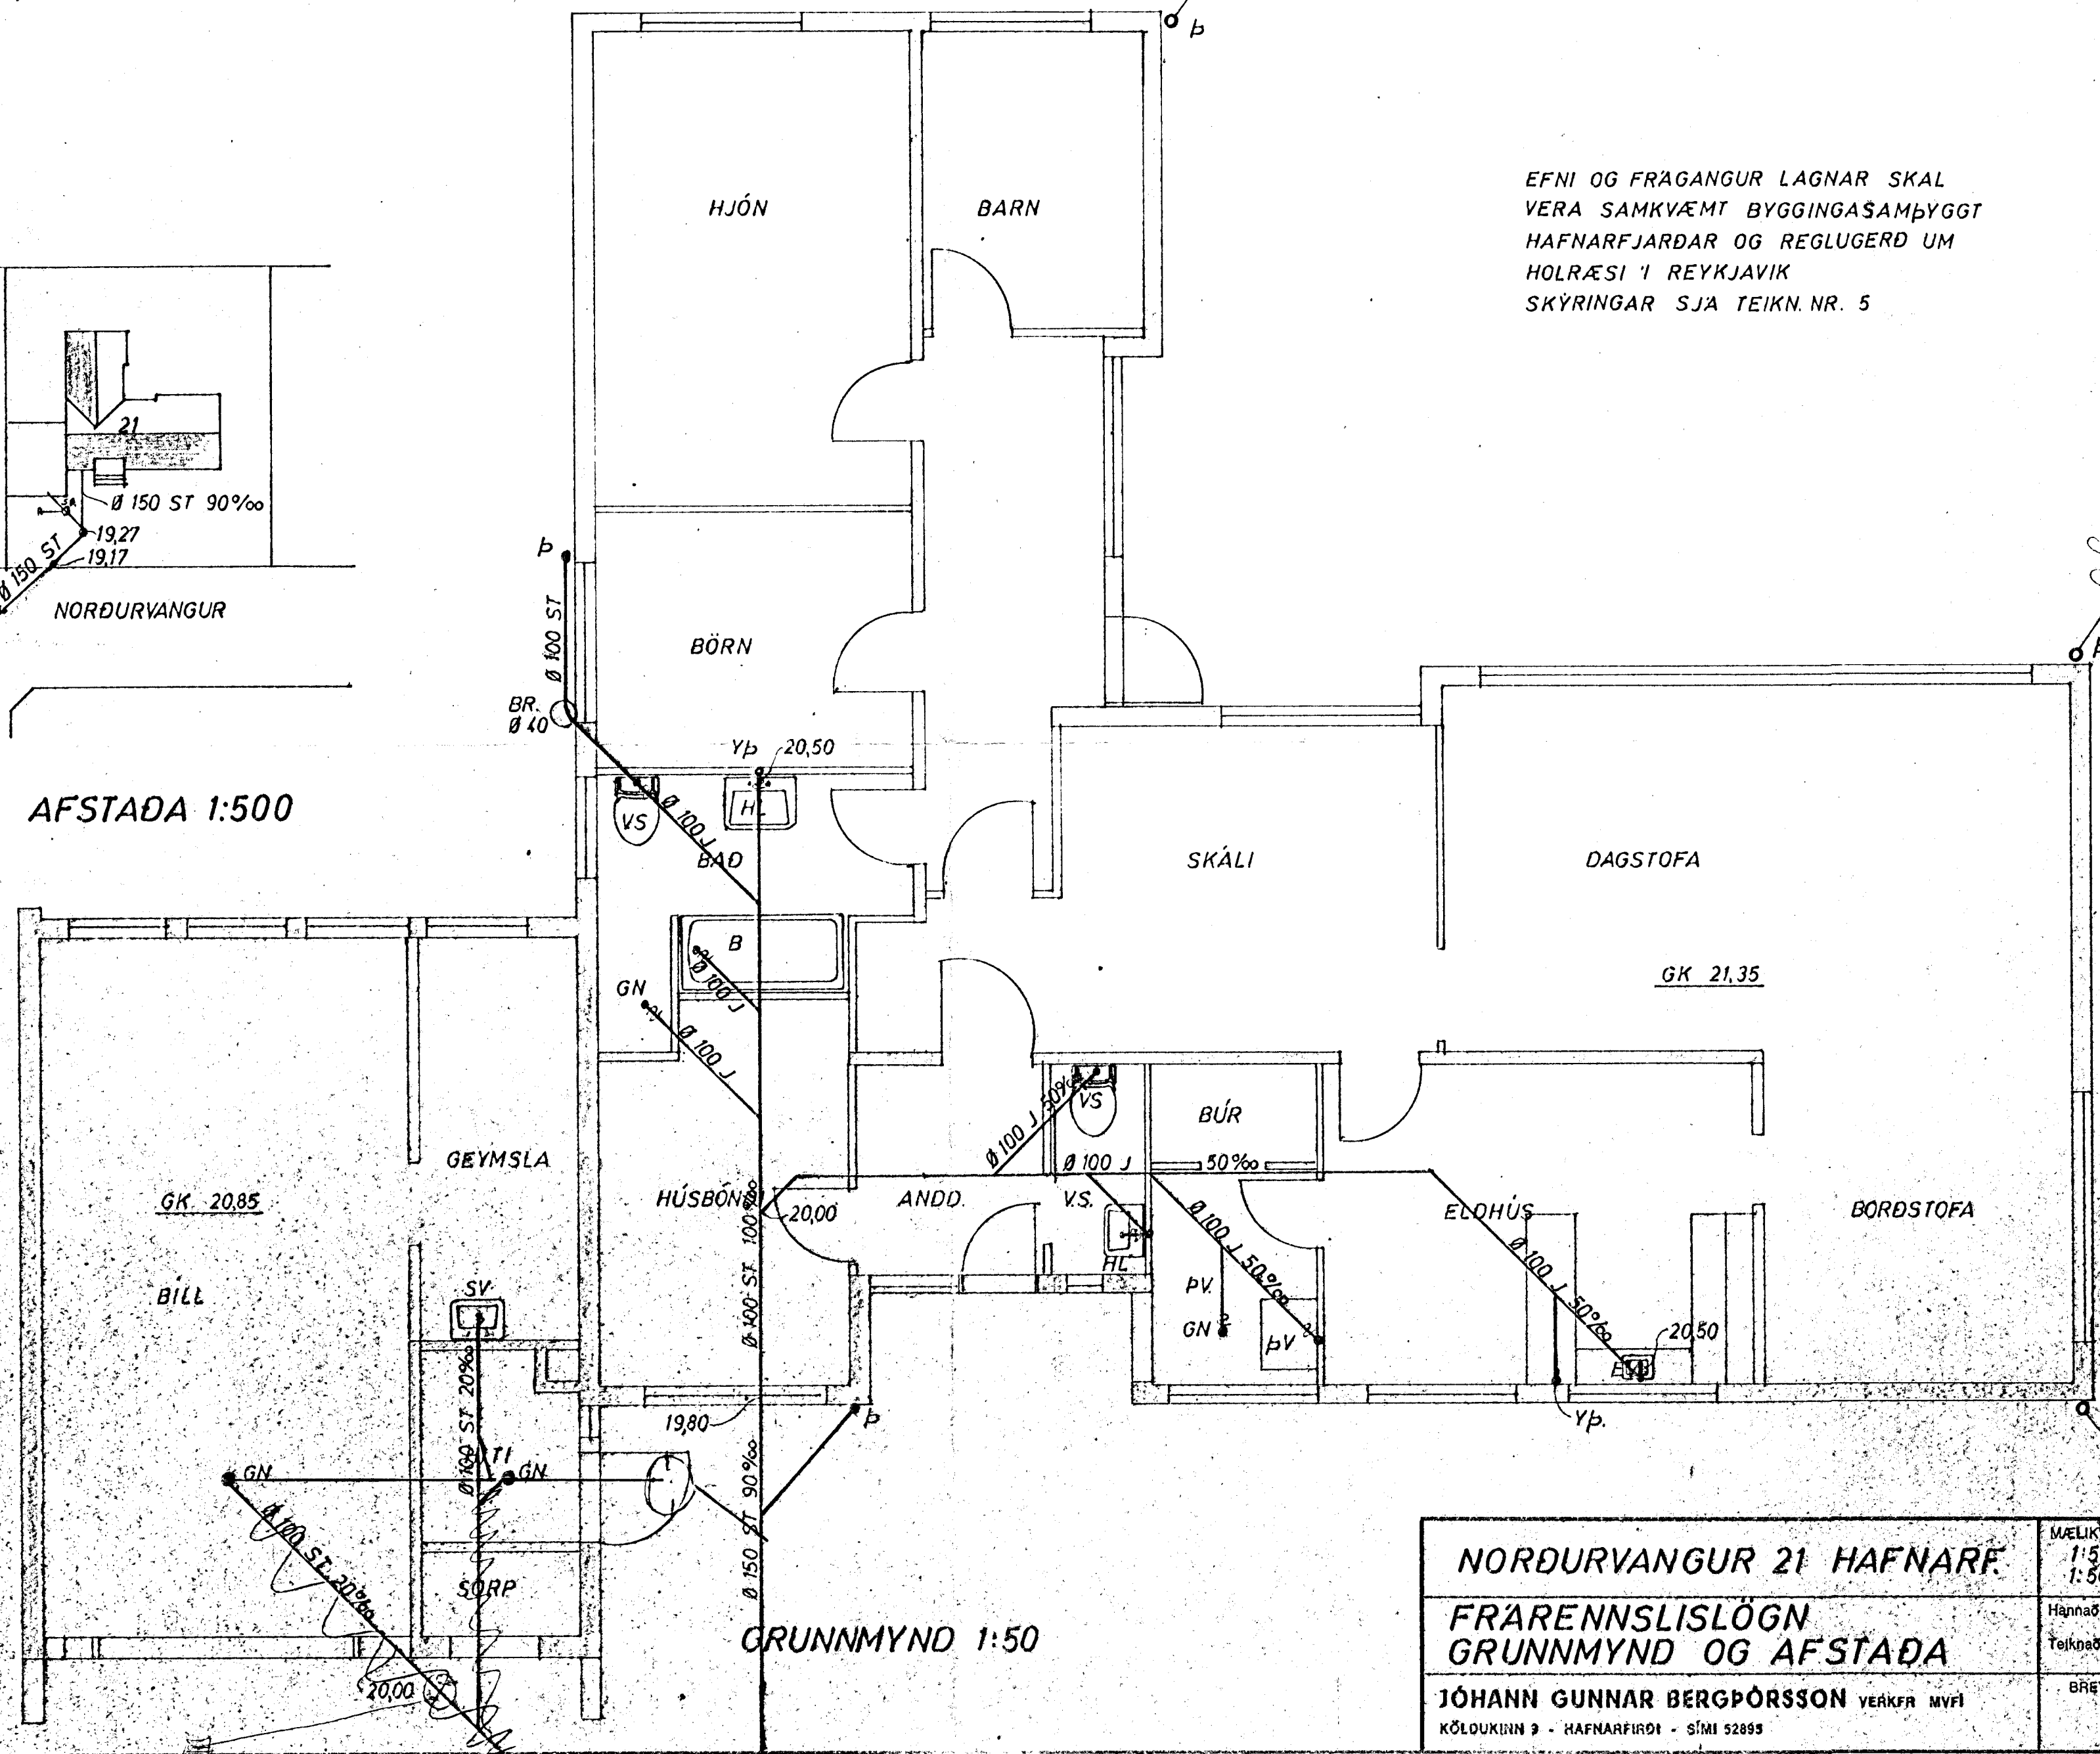 Þ
HJÓN
BARN
EFNI OG FRÁGANGUR LAGNAR SKAL
VERA SAMKVÆMT BYGGINGASAMÞYGGT
HAFNARFJARÐAR OG REGLUGERÐ UM
HOLRÆSI Í REYKJAVIK
SKÝRINGAR SJÁ TEIKN. NR. 5
21
Ø 150 ST 90‰
19,27
19,17
Ø 150 ST
NORÐURVANGUR
AFSTAÐA 1:500
Þ
Ø 100 ST
BR.
Ø 40
BÖRN
YÞ 20,50
VS
HL
Ø 100 J
BAÐ
SKÁLI
DAGSTOFA
B
Ø 100 J
GN
Ø 100 J
GK 21,35
VS
Ø 100 J 50‰
BÚR
Ø 100 J
50‰
GEYMSLA
GK 20,85
HÚSBÓND
20,00
ANDD.
V.S.
ELDHÚS
BORÐSTOFA
Ø 100 ST 100‰
HL
Ø 100 J 50‰
Ø 100 J 50‰
BÍLL
SV
ÞV.
GN
ÞV
20,50
Ø 100 ST 20‰
19,80
Þ
YÞ.
GN
TI
GN
Ø 150 ST 90‰
Ø 100 ST 20‰
SORP
20,00
GRUNNMYND 1:50
NORÐURVANGUR 21 HAFNARF.
FRÁRENNSLISLÖGN
GRUNNMYND OG AFSTAÐA
JÓHANN GUNNAR BERGÞÓRSSON VERKFR MVFÍ
KÖLDUKINN 9 - HAFNARFIRÐI - SÍMI 52895